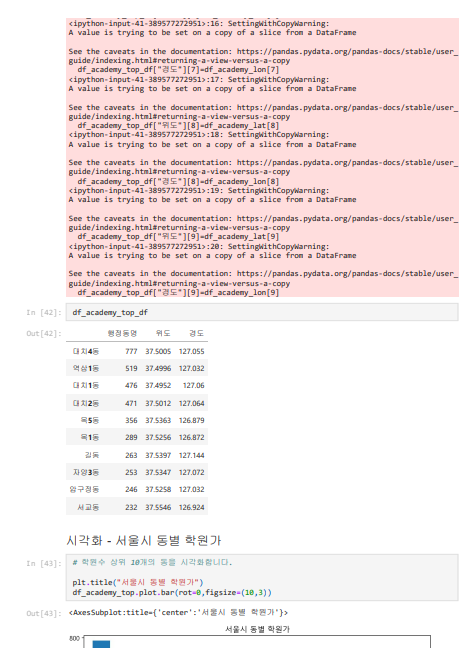 <ipython-input-41-389577272951>:16: SettingWithCopyWarning:
A value is trying to be set on a copy of a slice from a DataFrame
See the caveats in the documentation: https://pandas.pydata.org/pandas-docs/stable/user_
guide/indexing.html#returning-a-view-versus-a-copy
df_academy_top_df["경도"][7]=df_academy_lon[7]
<ipython-input-41-389577272951>:17: SettingWithCopyWarning:
A value is trying to be set on a copy of a slice from a DataFrame
See the caveats in the documentation: https://pandas.pydata.org/pandas-docs/stable/user_
guide/indexing.html#returning-a-view-versus-a-copy
df_academy_top_df["위도"][8]=df_academy_lat[8]
<ipython-input-41-389577272951>:18: SettingWithCopyWarning:
A value is trying to be set on a copy of a slice from a DataFrame
See the caveats in the documentation: https://pandas.pydata.org/pandas-docs/stable/user_
guide/indexing.html#returning-a-view-versus-a-copy
df_academy_top_df["경도"][8]=df_academy_lon[8]
<ipython-input-41-389577272951>:19: SettingWithCopyWarning:
A value is trying to be set on a copy of a slice from a DataFrame
See the caveats in the documentation: https://pandas.pydata.org/pandas-docs/stable/user_
guide/indexing.html#returning-a-view-versus-a-copy
df_academy_top_df["위도"][9]=df_academy_lat[9]
<ipython-input-41-389577272951>:20: SettingWithCopyWarning:
A value is trying to be set on a copy of a slice from a DataFrame
See the caveats in the documentation: https://pandas.pydata.org/pandas-docs/stable/user_
guide/indexing.html#returning-a-view-versus-a-copy
df_academy_top_df["경도"][9]=df_academy_lon[9]
In [42]: df_academy_top_df
Out[42]: 행정동명 위도 경도
대치4동 777 37.5005 127.055
역삼1동 519 37.4996 127.032
대치1동 476 37.4952 127.06
대치2동 471 37.5012 127.064
목5동 356 37.5363 126.879
목1동 289 37.5256 126.872
길동 263 37.5397 127.144
자양3동 253 37.5347 127.072
압구정동 246 37.5258 127.032
서교동 232 37.5546 126.924
시각화 - 서울시 동별 학원가
In [43]: # 학원수 상위 10개의 동을 시각화합니다.
plt.title("서울시 동별 학원가")
df_academy_top.plot.bar(rot=0,figsize=(10,3))
Out[43]: <AxesSubplot:title={'center':'서울시 동별 학원가'}>
서울시 동별 학원가
800